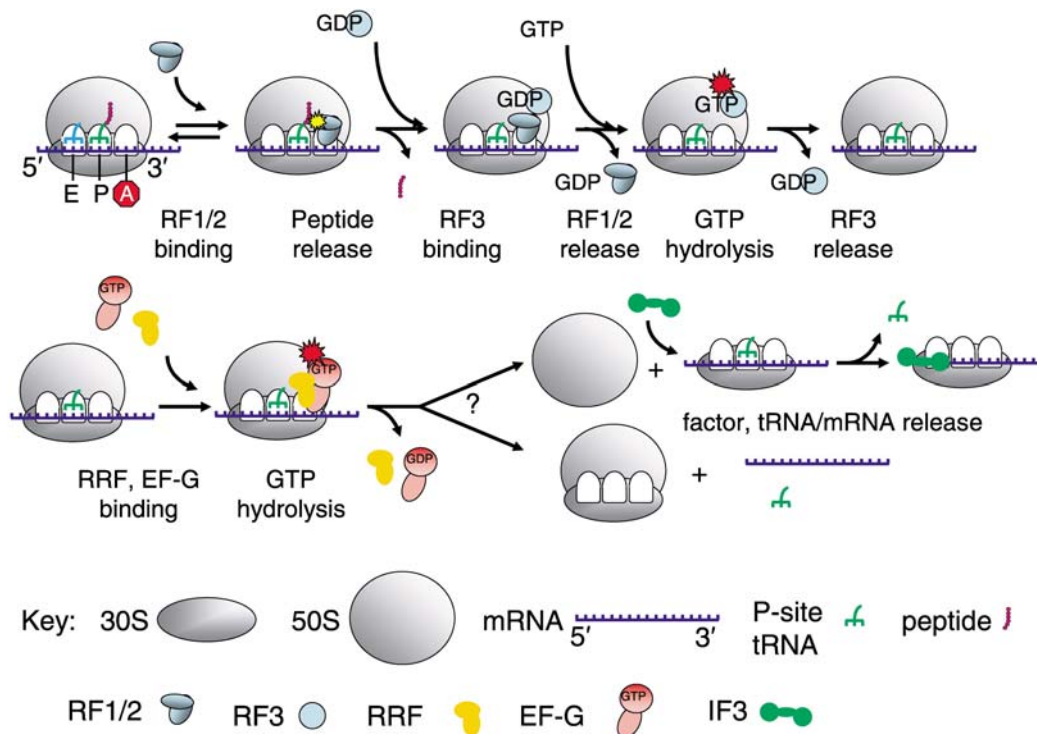 GDP
GTP
GDP
GTP
5′ 3′
E P A
GDP
GDP
RF1/2 binding
Peptide release
RF3 binding
RF1/2 release
GTP hydrolysis
RF3 release
GTP
GTP
+
?
factor, tRNA/mRNA release
GDP
+
RRF, EF-G binding
GTP hydrolysis
Key: 30S 50S mRNA 5′ 3′ P-site tRNA peptide
RF1/2 RF3 RRF EF-G GTP IF3